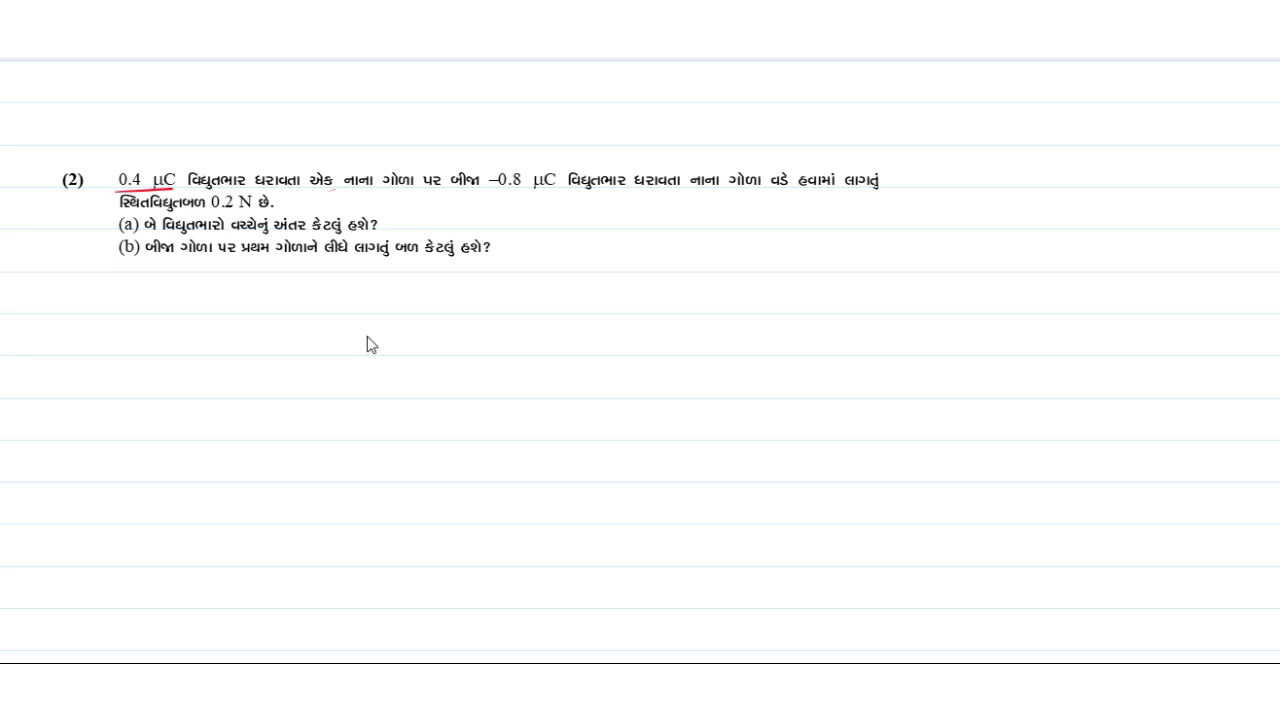 (2) 0.4 μC વિદ્યુતભાર ધરાવતા એક નાના ગોળા પર બીજા –0.8 μC વિદ્યુતભાર ધરાવતા નાના ગોળા વડે હવામાં લાગતું
સ્થિતવિદ્યુતબળ 0.2 N છે.
(a) બે વિદ્યુતભારો વચ્ચેનું અંતર કેટલું હશે?
(b) બીજા ગોળા પર પ્રથમ ગોળાને લીધે લાગતું બળ કેટલું હશે?